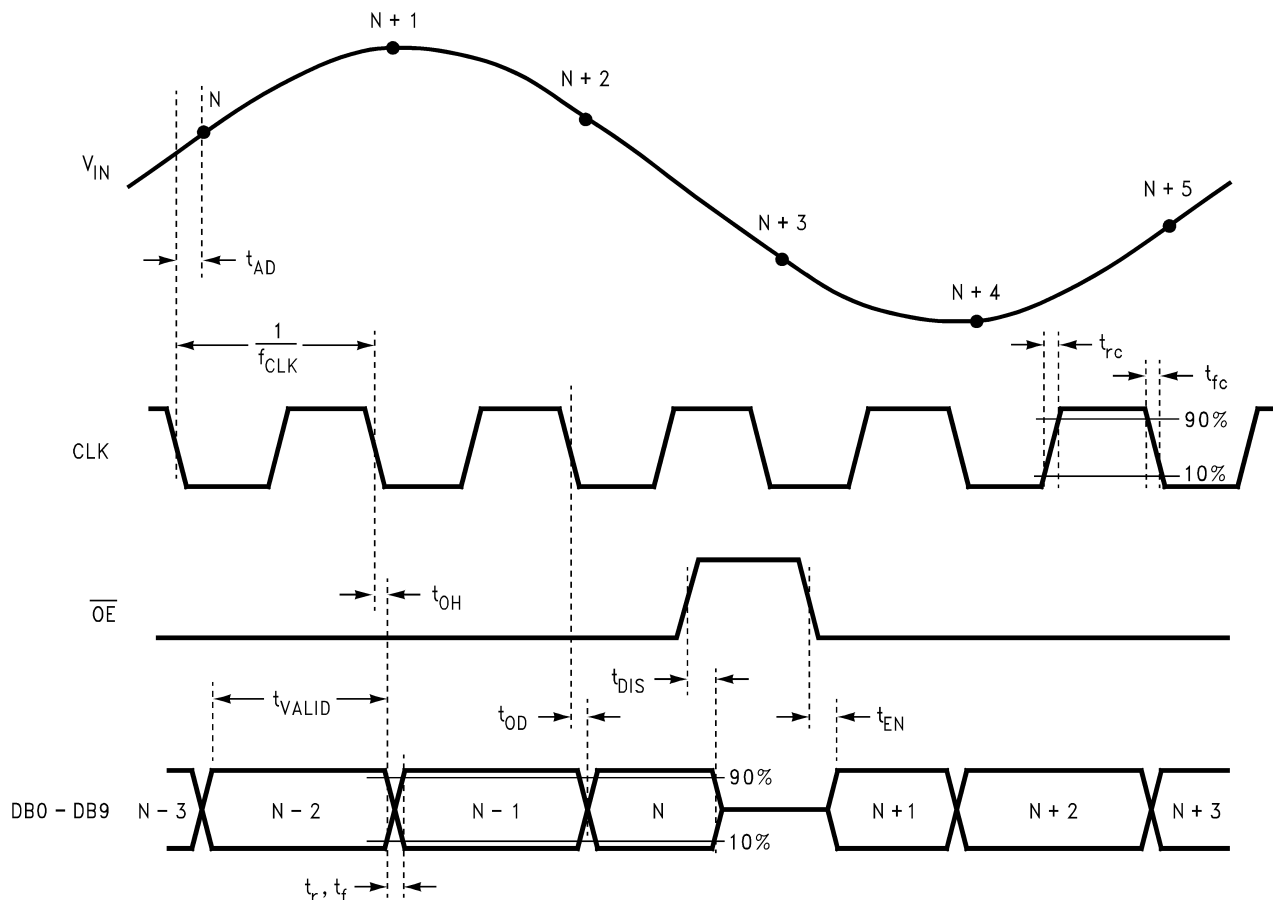 N + 1
N + 2
N
V_IN
N + 5
N + 3
t_AD
N + 4
1
f_CLK
t_rc
t_fc
90%
CLK
10%
t_OH
O̅E̅
t_DIS
t_VALID
t_OD
t_EN
90%
DB0 – DB9 N – 3 N – 2 N – 1 N N + 1 N + 2 N + 3
10%
t_r , t_f